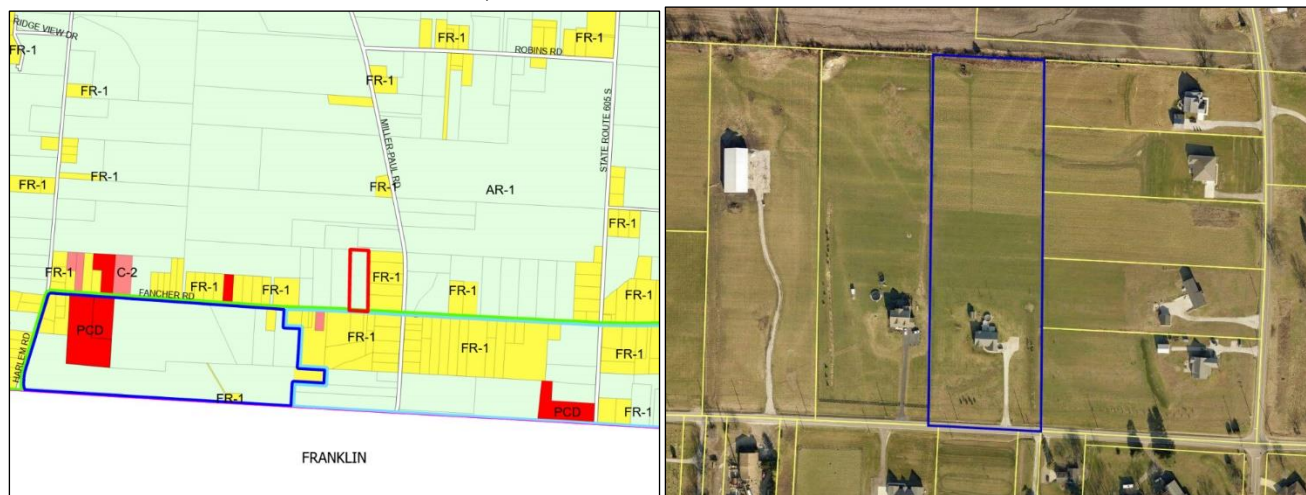 RIDGE VIEW DR
FR-1
FR-1
FR-1
ROBINS RD
FR-1
FR-1
FR-1
MILLER PAUL RD
STATE ROUTE 605 S
FR-1
AR-1
FR-1
FR-1
FR-1
FR-1
C-2
FR-1
FR-1
FR-1
FR-1
FR-1
FANCHER RD
PCD
FR-1
FR-1
FR-1
HARLEM RD
FR-1
PCD
FR-1
FRANKLIN